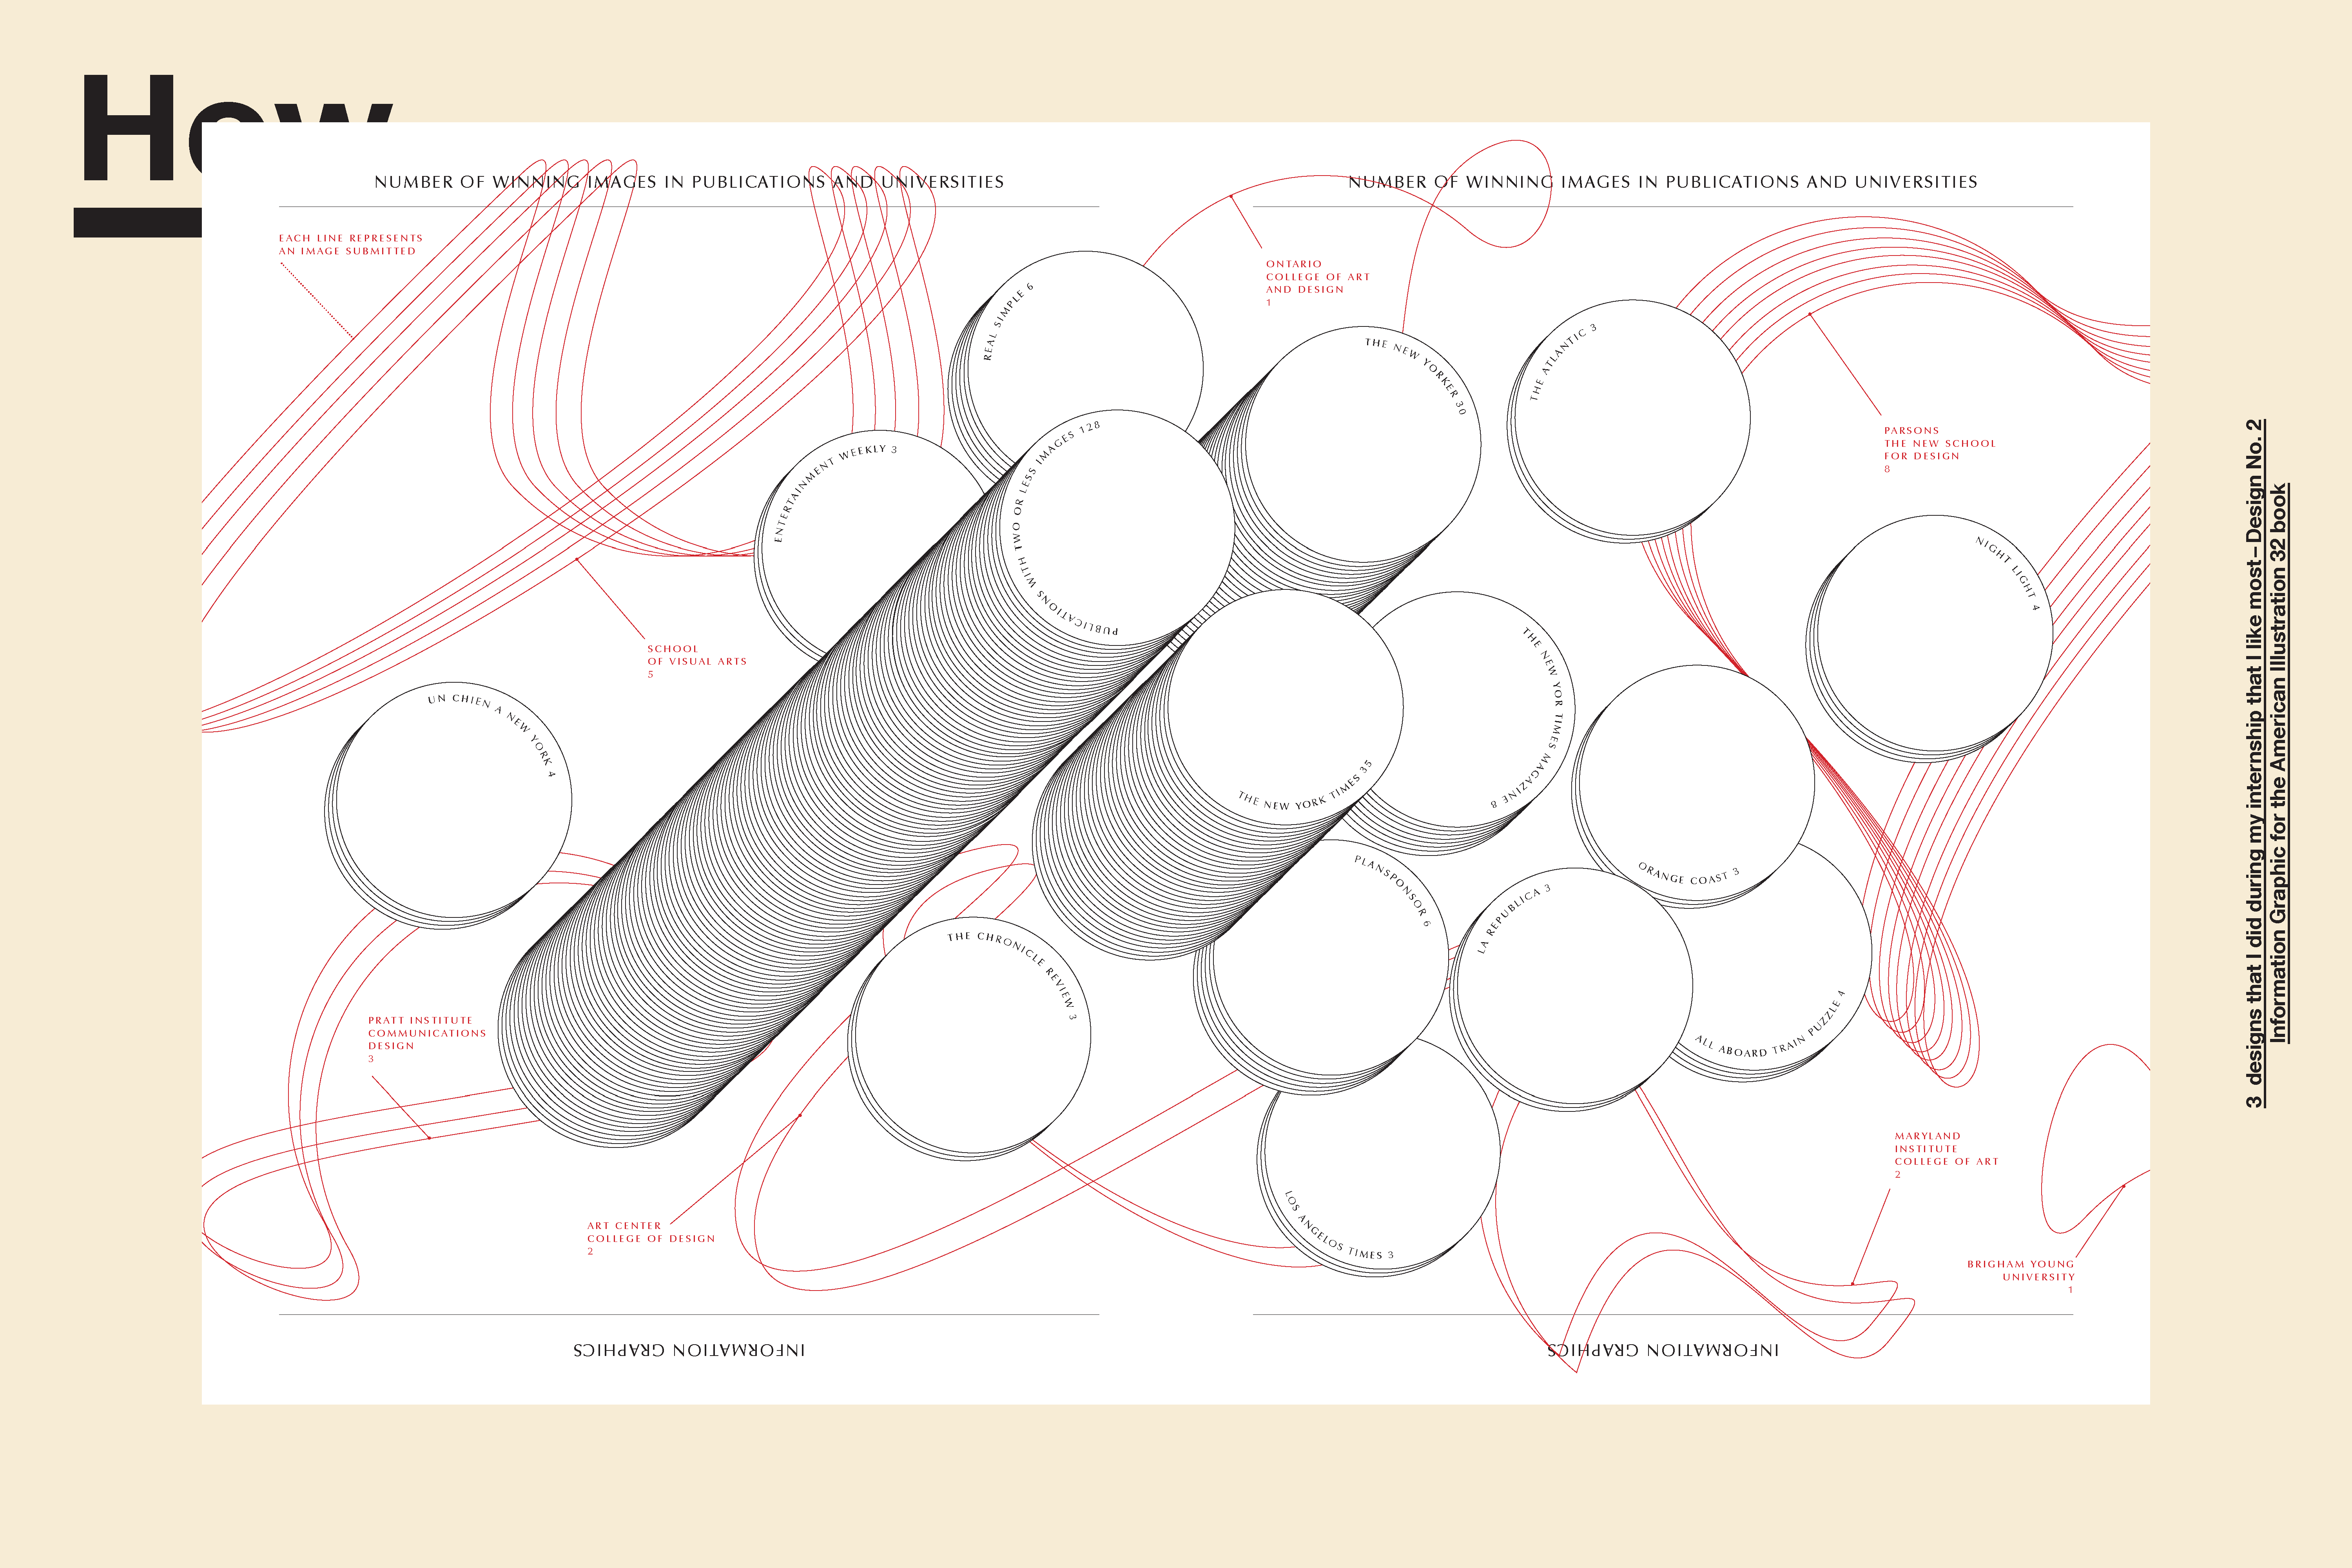 How
NUMBER OF WINNING IMAGES IN PUBLICATIONS AND UNIVERSITIES
NUMBER OF WINNING IMAGES IN PUBLICATIONS AND UNIVERSITIES
EACH LINE REPRESENTS
AN IMAGE SUBMITTED
ONTARIO
COLLEGE OF ART
AND DESIGN
1
REAL SIMPLE 6
THE NEW YORKER 30
THE ATLANTIC 3
PARSONS
THE NEW SCHOOL
FOR DESIGN
8
ENTERTAINMENT WEEKLY 3
PUBLICATIONS WITH TWO OR LESS IMAGES 128
NIGHT LIGHT 4
SCHOOL
OF VISUAL ARTS
5
THE NEW YOR TIMES MAGAZINE 8
UN CHIEN A NEW YORK 4
THE NEW YORK TIMES 35
ORANGE COAST 3
PLANSPONSOR 6
LA REPUBLICA 3
THE CHRONICLE REVIEW 3
ALL ABOARD TRAIN PUZZLE 4
PRATT INSTITUTE
COMMUNICATIONS
DESIGN
3
MARYLAND
INSTITUTE
COLLEGE OF ART
2
ART CENTER
COLLEGE OF DESIGN
2
LOS ANGELOS TIMES 3
BRIGHAM YOUNG
UNIVERSITY
1
INFORMATION GRAPHICS
INFORMATION GRAPHICS
3 designs that I did during my internship that I like most – Design No. 2
Information Graphic for the American Illustration 32 book